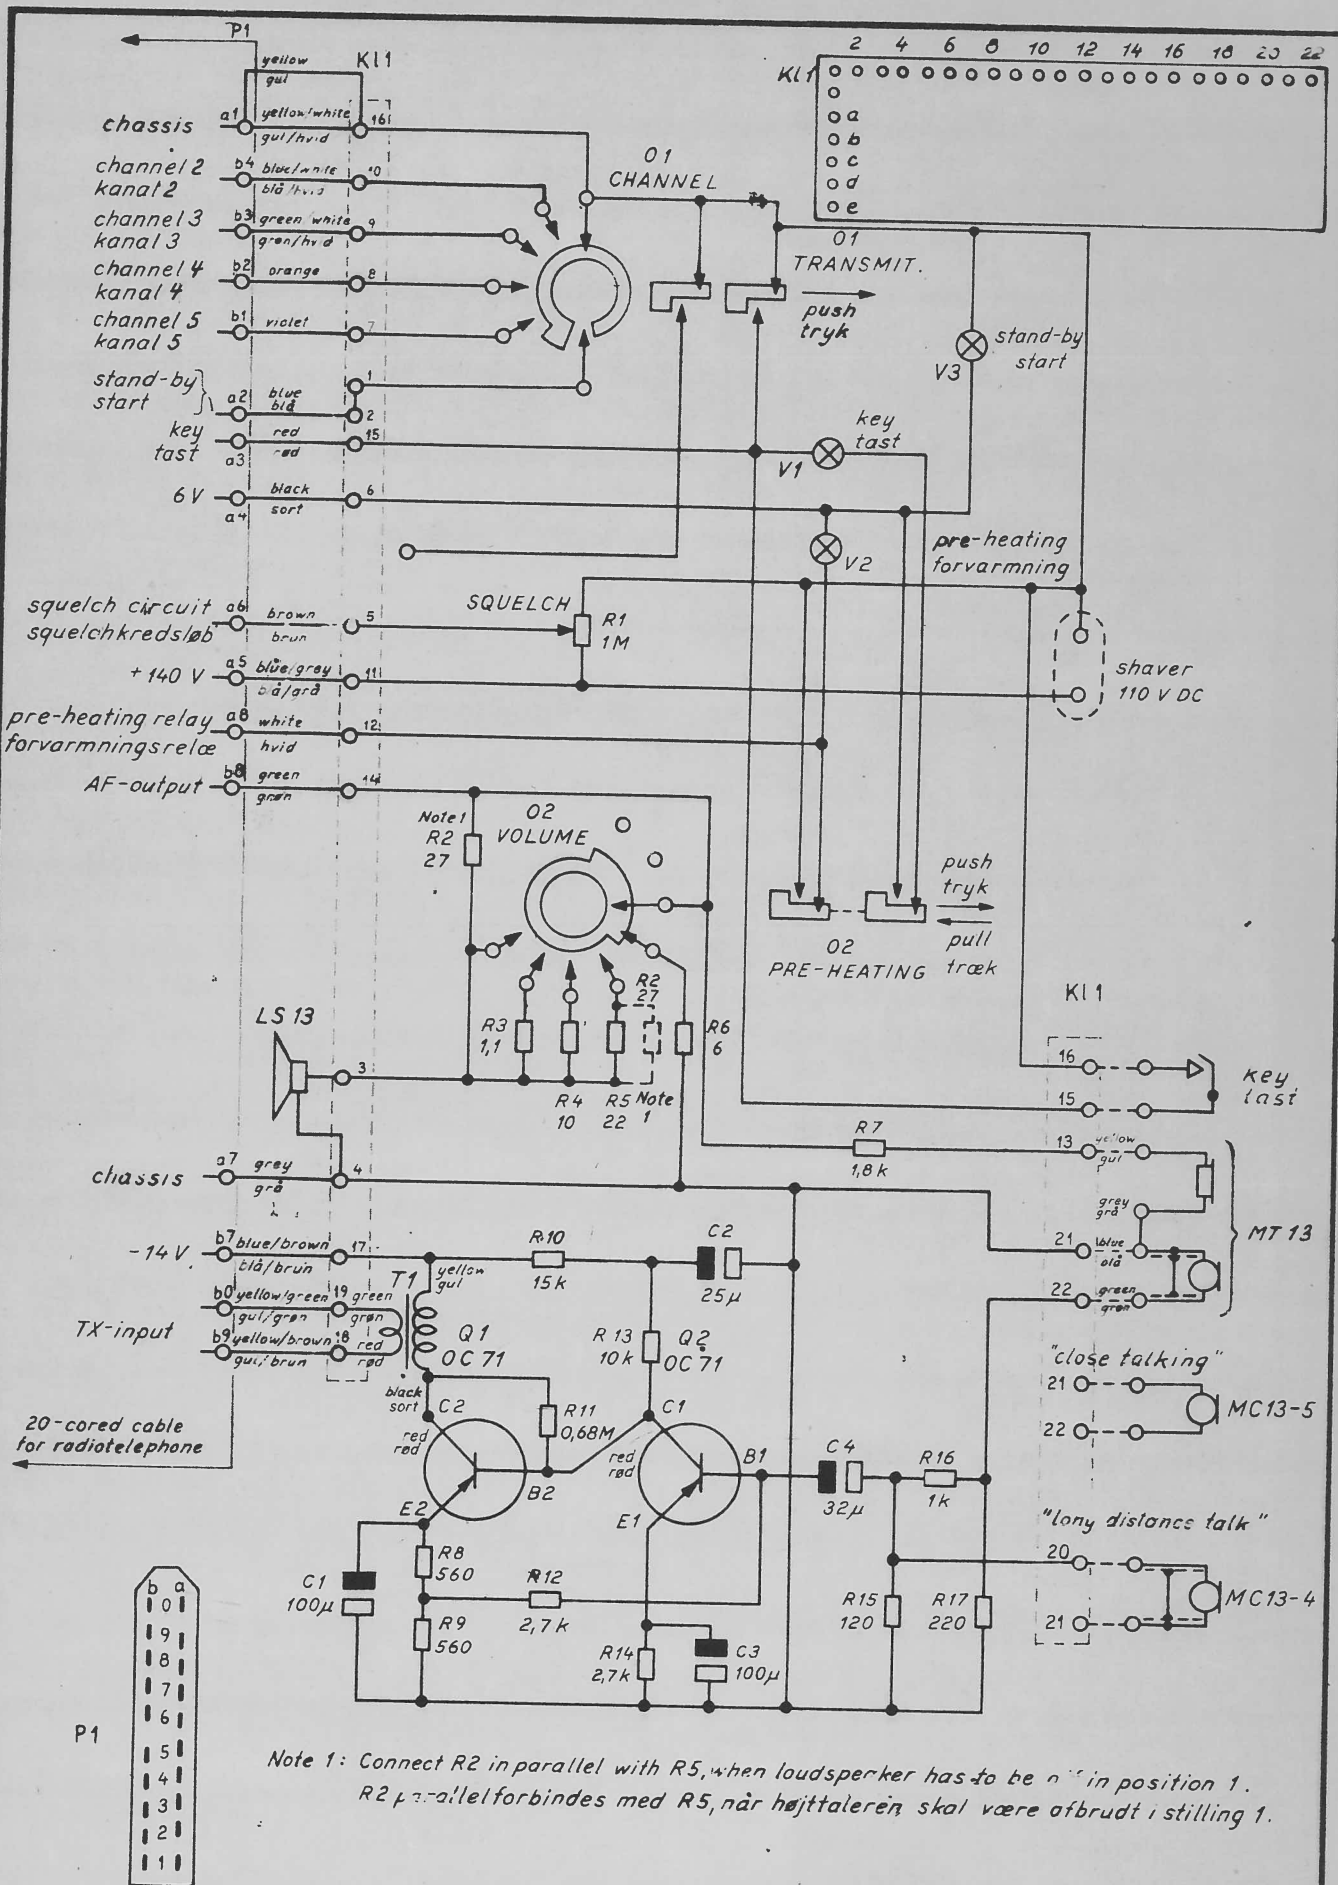 P1
yellow
gul
Kl1
chassis
a1
yellow/white
gul/hvid
16
channel 2
kanal 2
b4
blå/hvid
channel 3
kanal 3
b3
green/white
grøn/hvid
9
channel 4
kanal 4
b2
orange
8
channel 5
kanal 5
b1
violet
7
stand-by
start
a2
blue
blå
1
2
key
tast
a3
red
rød
15
6 V
a4
black
sort
6
O1
CHANNEL
O1
TRANSMIT.
push
tryk
2 4 6 8 10 12 14 16 18 20 22
Kl1
a
b
c
d
e
V3
stand-by
start
V1
key
tast
V2
pre-heating
forvarmning
squelch circuit
squelchkredsløb
a6
brown
brun
5
SQUELCH
R1
1M
+140 V
a5
blue/grey
blå/grå
11
shaver
110 V DC
pre-heating relay
forvarmningsrelæ
a8
white
hvid
12
AF-output
b8
green
grøn
14
Note 1
R2
27
O2
VOLUME
push
tryk
pull
træk
O2
PRE-HEATING
R2
27
R3
1,1
R4
10
R5
22
Note
1
R6
6
LS 13
3
Kl 1
16
15
key
tast
R7
1,8k
13
yellow
gul
grey
grå
21
blue
blå
22
green
grøn
MT 13
chassis
a7
grey
grå
4
-14 V
b7
blue/brown
blå/brun
17
yellow
gul
R10
15k
C2
25µ
TX-input
b0
yellow/green
gul/grøn
19
green
grøn
b9
yellow/brown
gul/brun
18
red
rød
T1
Q1
OC 71
black
sort
R13
10k
Q2
OC 71
20-cored cable
for radiotelephone
C2
red
rød
R11
0,68M
B2
E2
C1
red
rød
B1
E1
C4
32µ
R16
1k
"close talking"
21
22
MC13-5
"long distance talk"
20
21
MC13-4
C1
100µ
R8
560
R9
560
R12
2,7k
R14
2,7k
C3
100µ
R15
120
R17
220
P1
b a
0
9
8
7
6
5
4
3
2
1
Note 1: Connect R2 in parallel with R5, when loudspeaker has to be in position 1.
R2 parallelforbindes med R5, når højttaleren skal være afbrudt i stilling 1.